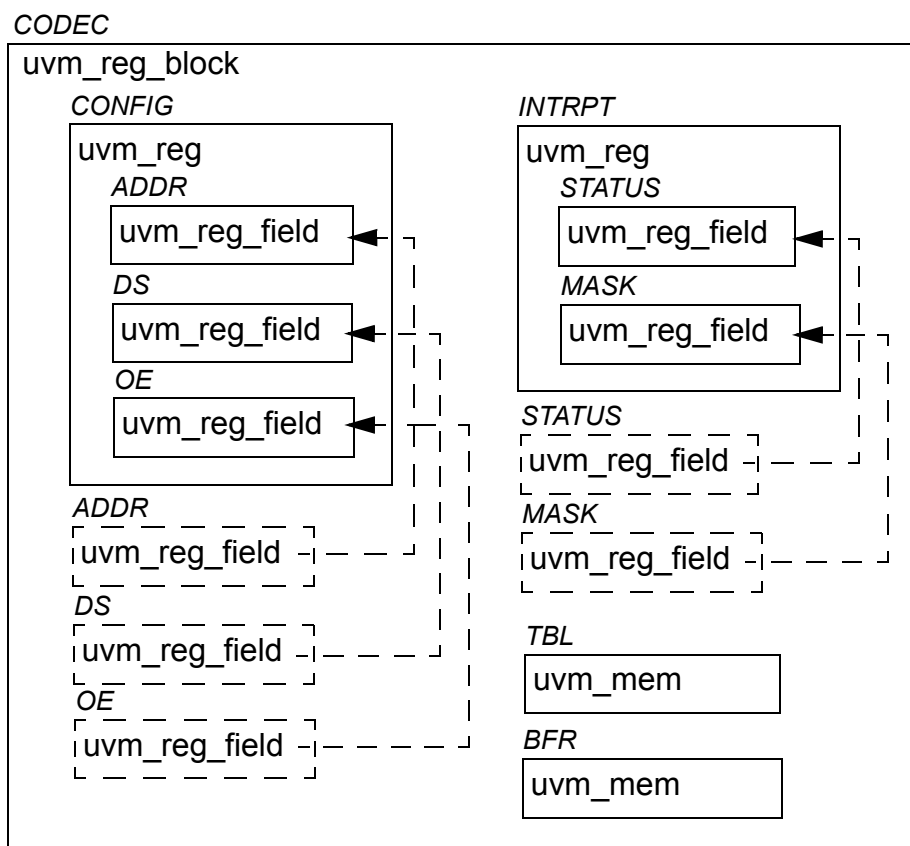 CODEC
uvm_reg_block
CONFIG
uvm_reg
ADDR
uvm_reg_field
DS
uvm_reg_field
OE
uvm_reg_field
ADDR
uvm_reg_field
DS
uvm_reg_field
OE
uvm_reg_field
INTRPT
uvm_reg
STATUS
uvm_reg_field
MASK
uvm_reg_field
STATUS
uvm_reg_field
MASK
uvm_reg_field
TBL
uvm_mem
BFR
uvm_mem